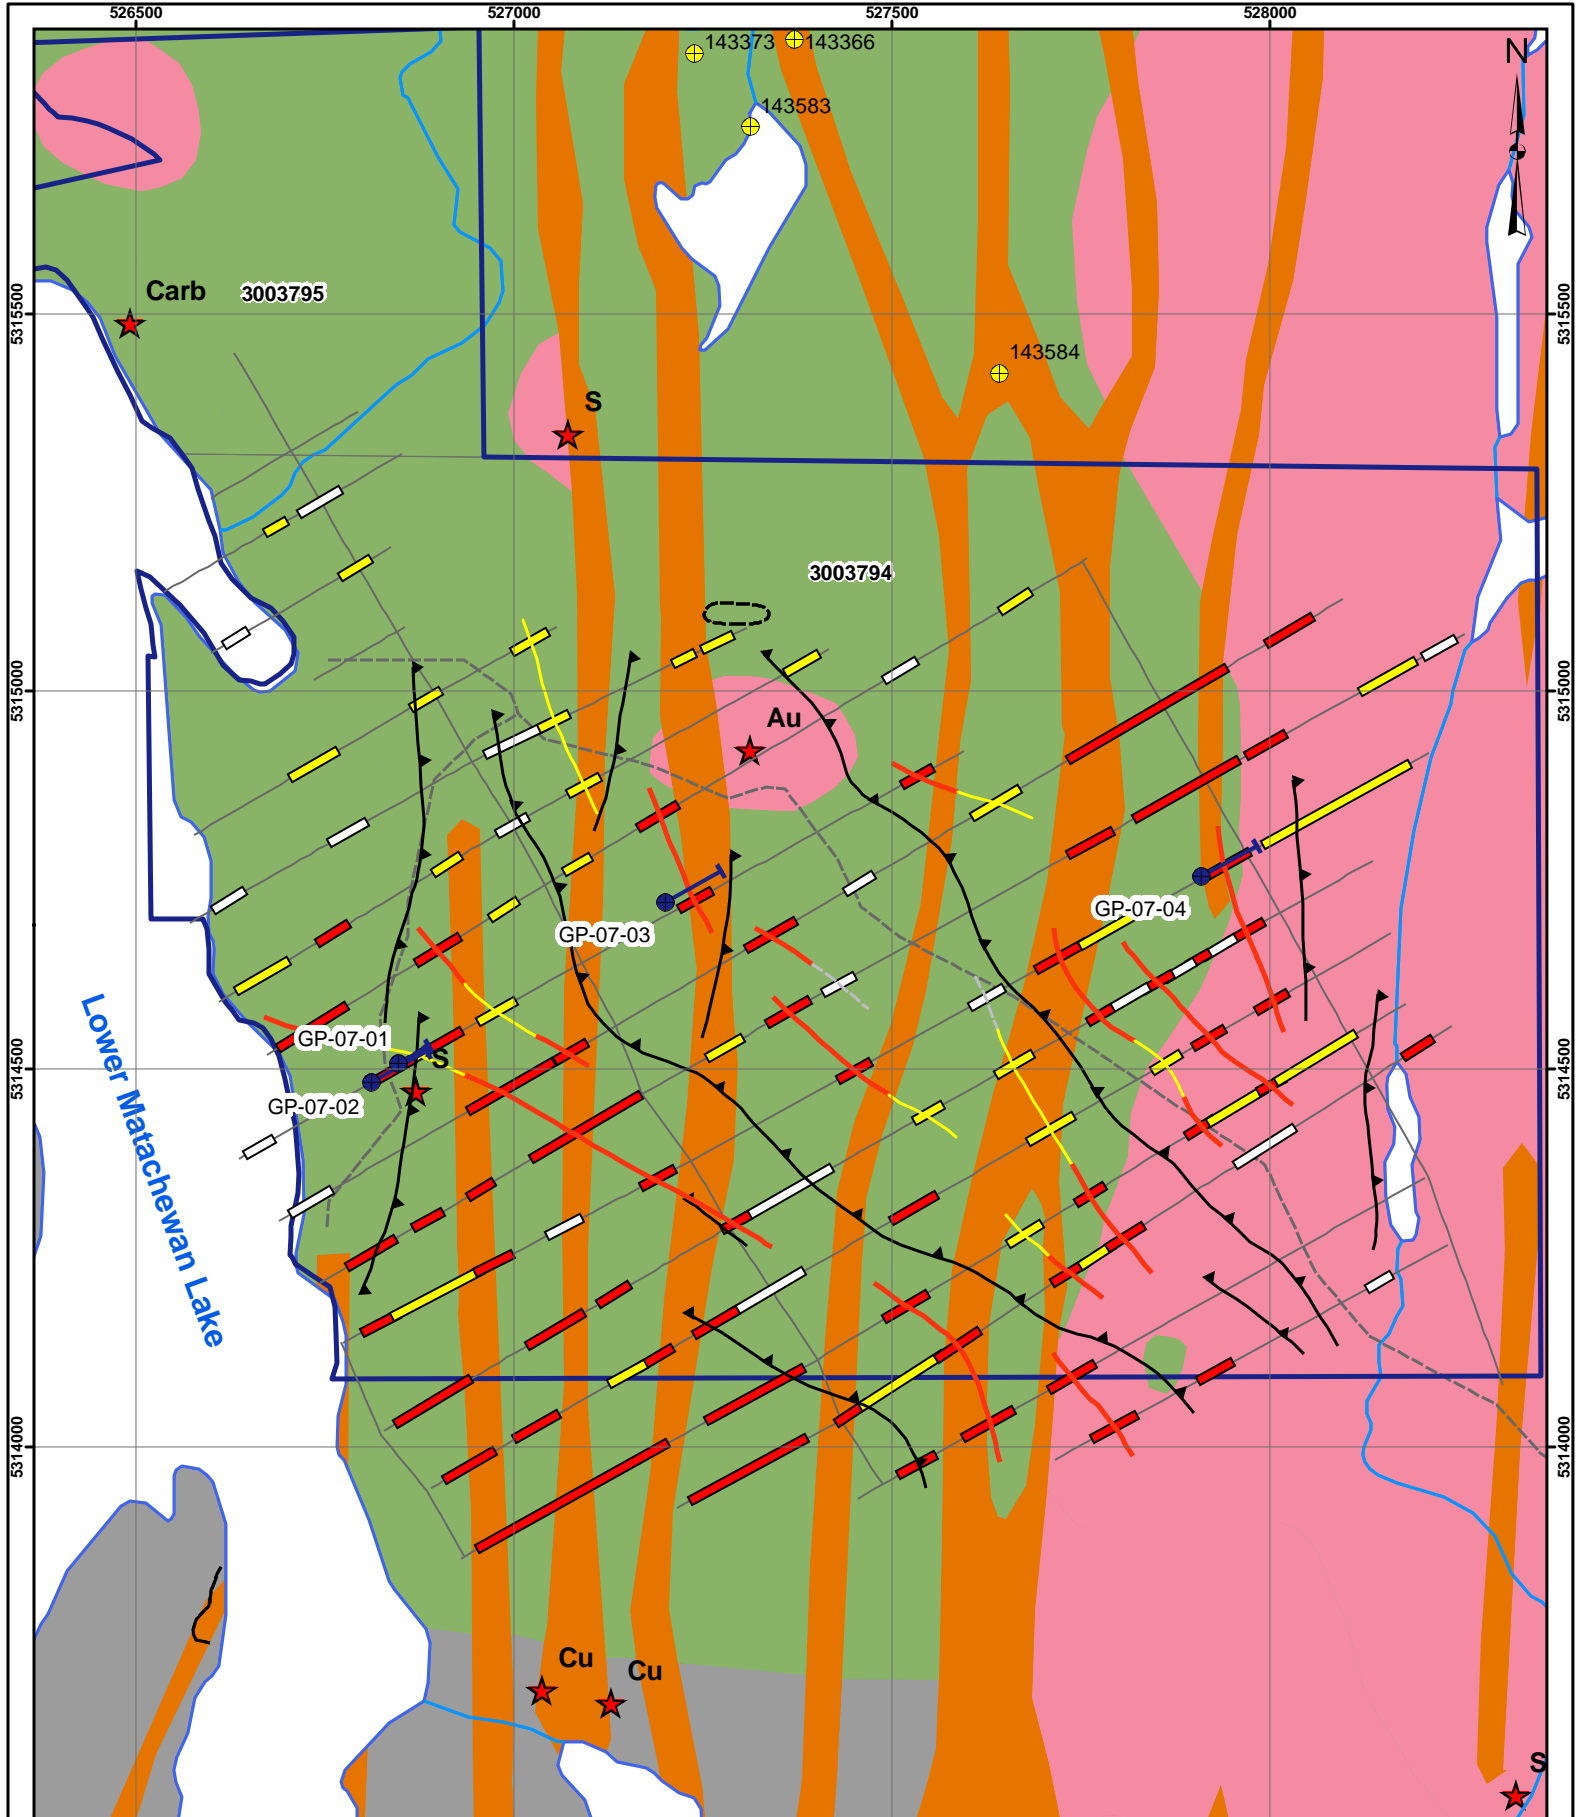 526500 527000 527500 528000
143373 143366
N
143583
Carb 3003795
5315500 5315500
143584
S
3003794
5315000 5315000
Au
GP-07-04
GP-07-03
GP-07-01
S
5314500 5314500
GP-07-02
Lower Matachewan Lake
5314000 5314000
Cu Cu
S